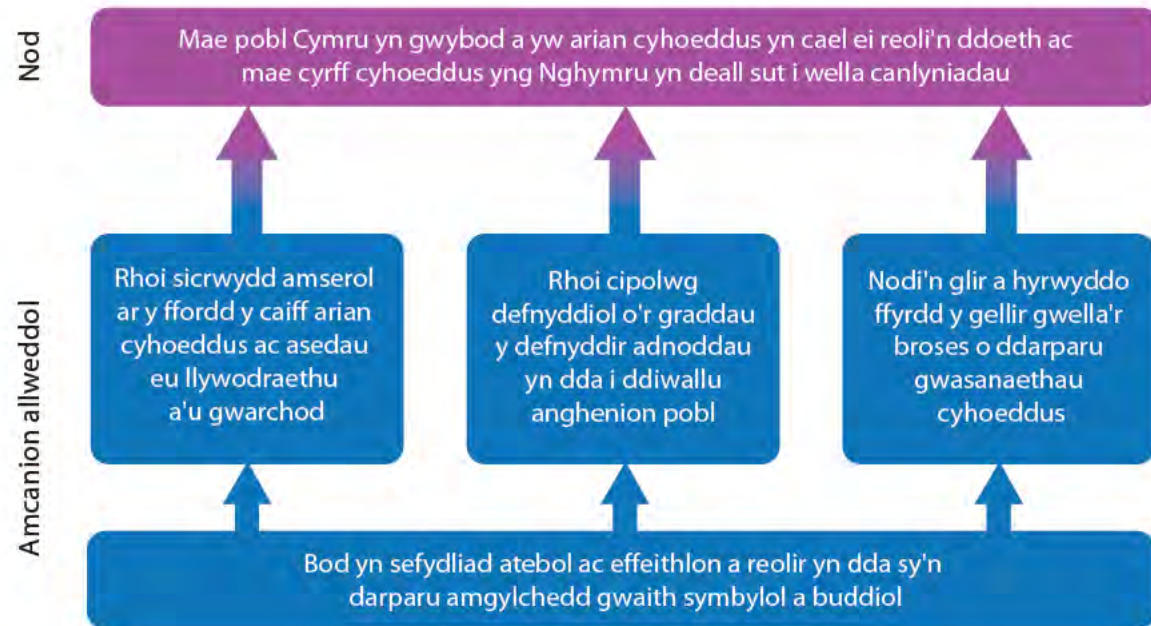 Nod
Mae pobl Cymru yn gwybod a yw arian cyhoeddus yn cael ei reoli'n ddoeth ac
mae cyrff cyhoeddus yng Nghymru yn deall sut i wella canlyniadau
Amcanion allweddol
Rhoi sicrwydd amserol
ar y ffordd y caiff arian
cyhoeddus ac asedau
eu llywodraethu
a'u gwarchod
Rhoi cipolwg
defnyddiol o'r graddau
y defnyddir adnoddau
yn dda i ddiwallu
anghenion pobl
Nodi'n glir a hyrwyddo
ffyrdd y gellir gwella'r
broses o ddarparu
gwasanaethau
cyhoeddus
Bod yn sefydliad atebol ac effeithlon a reolir yn dda sy'n
darparu amgylchedd gwaith symbylol a buddiol